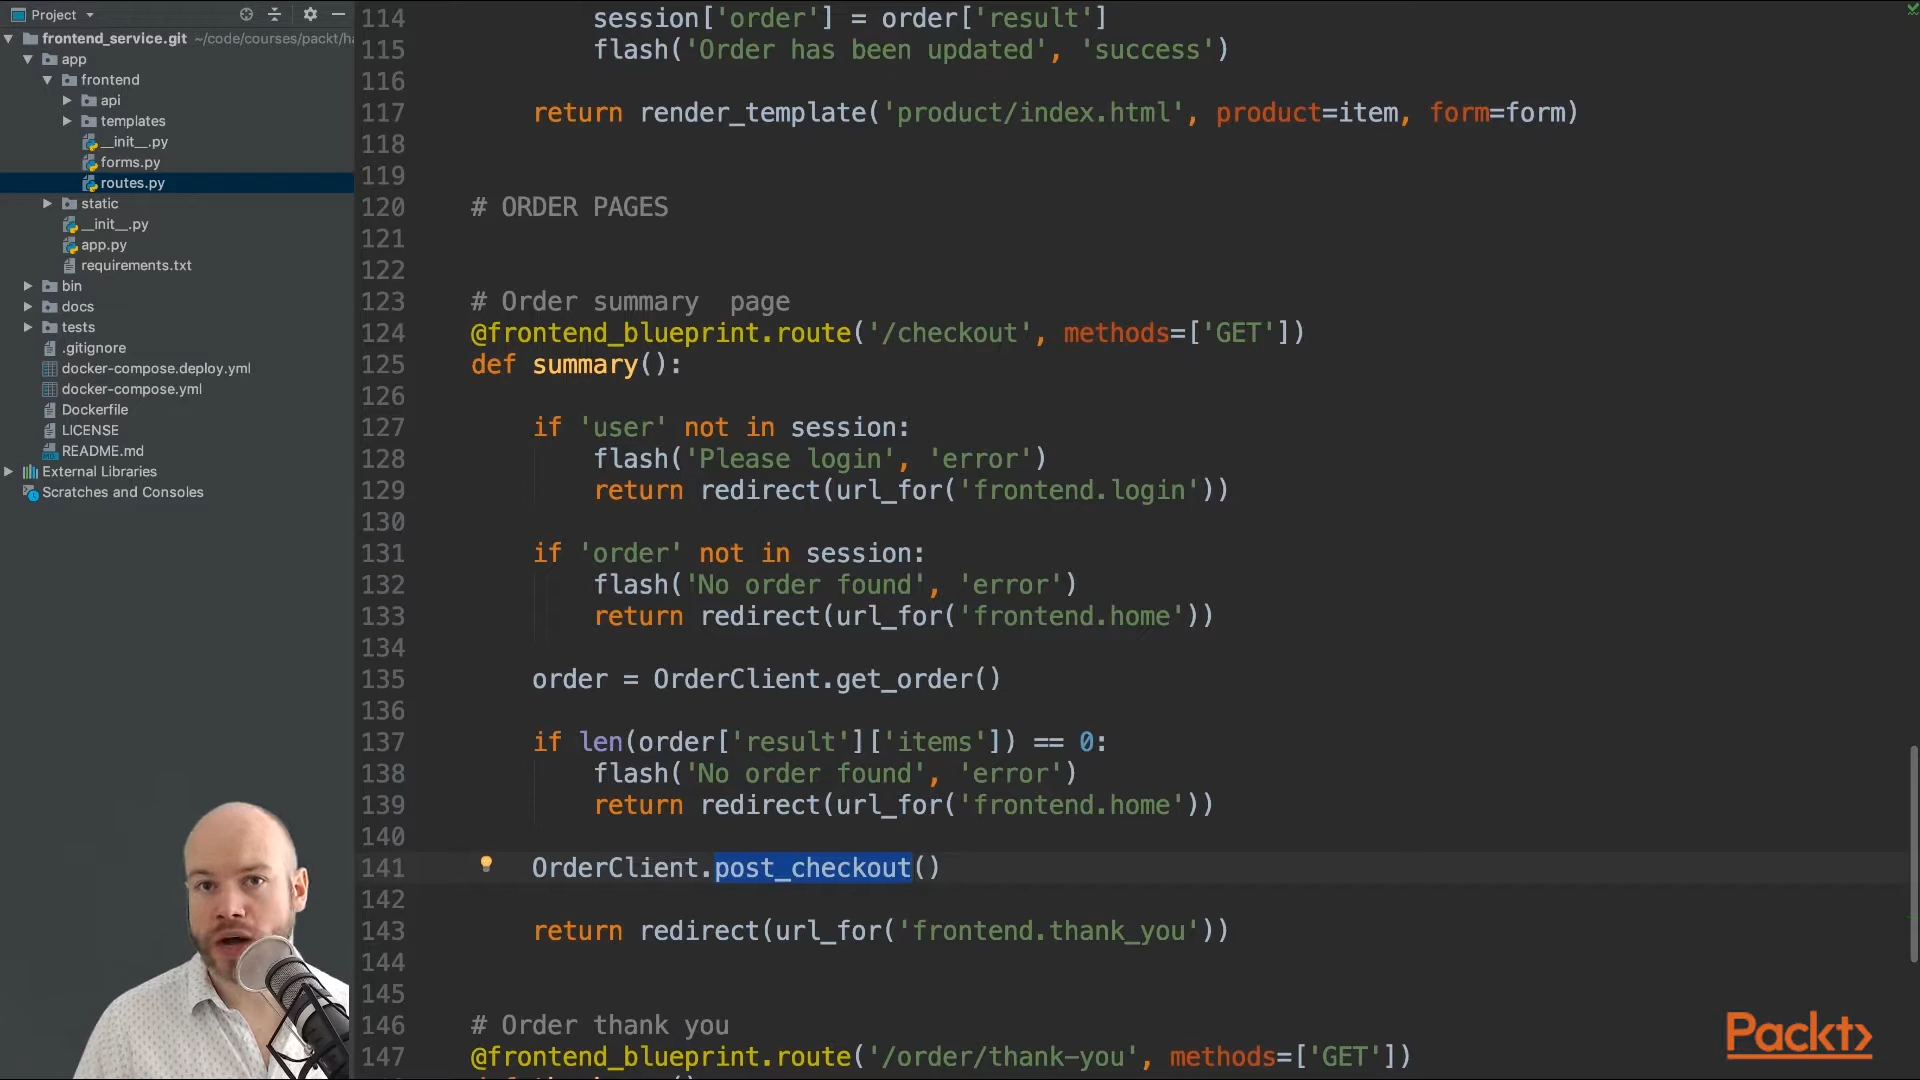 Project
frontend_service.git ~/code/courses/packt/ha
app
frontend
api
templates
__init__.py
forms.py
routes.py
static
__init__.py
app.py
requirements.txt
bin
docs
tests
.gitignore
docker-compose.deploy.yml
docker-compose.yml
Dockerfile
LICENSE
README.md
External Libraries
Scratches and Consoles
114 session['order'] = order['result']
115 flash('Order has been updated', 'success')
116
117 return render_template('product/index.html', product=item, form=form)
118
119
120 # ORDER PAGES
121
122
123 # Order summary  page
124 @frontend_blueprint.route('/checkout', methods=['GET'])
125 def summary():
126
127 if 'user' not in session:
128 flash('Please login', 'error')
129 return redirect(url_for('frontend.login'))
130
131 if 'order' not in session:
132 flash('No order found', 'error')
133 return redirect(url_for('frontend.home'))
134
135 order = OrderClient.get_order()
136
137 if len(order['result']['items']) == 0:
138 flash('No order found', 'error')
139 return redirect(url_for('frontend.home'))
140
141 OrderClient.post_checkout()
142
143 return redirect(url_for('frontend.thank_you'))
144
145
146 # Order thank you
147 @frontend_blueprint.route('/order/thank-you', methods=['GET'])
Packt>